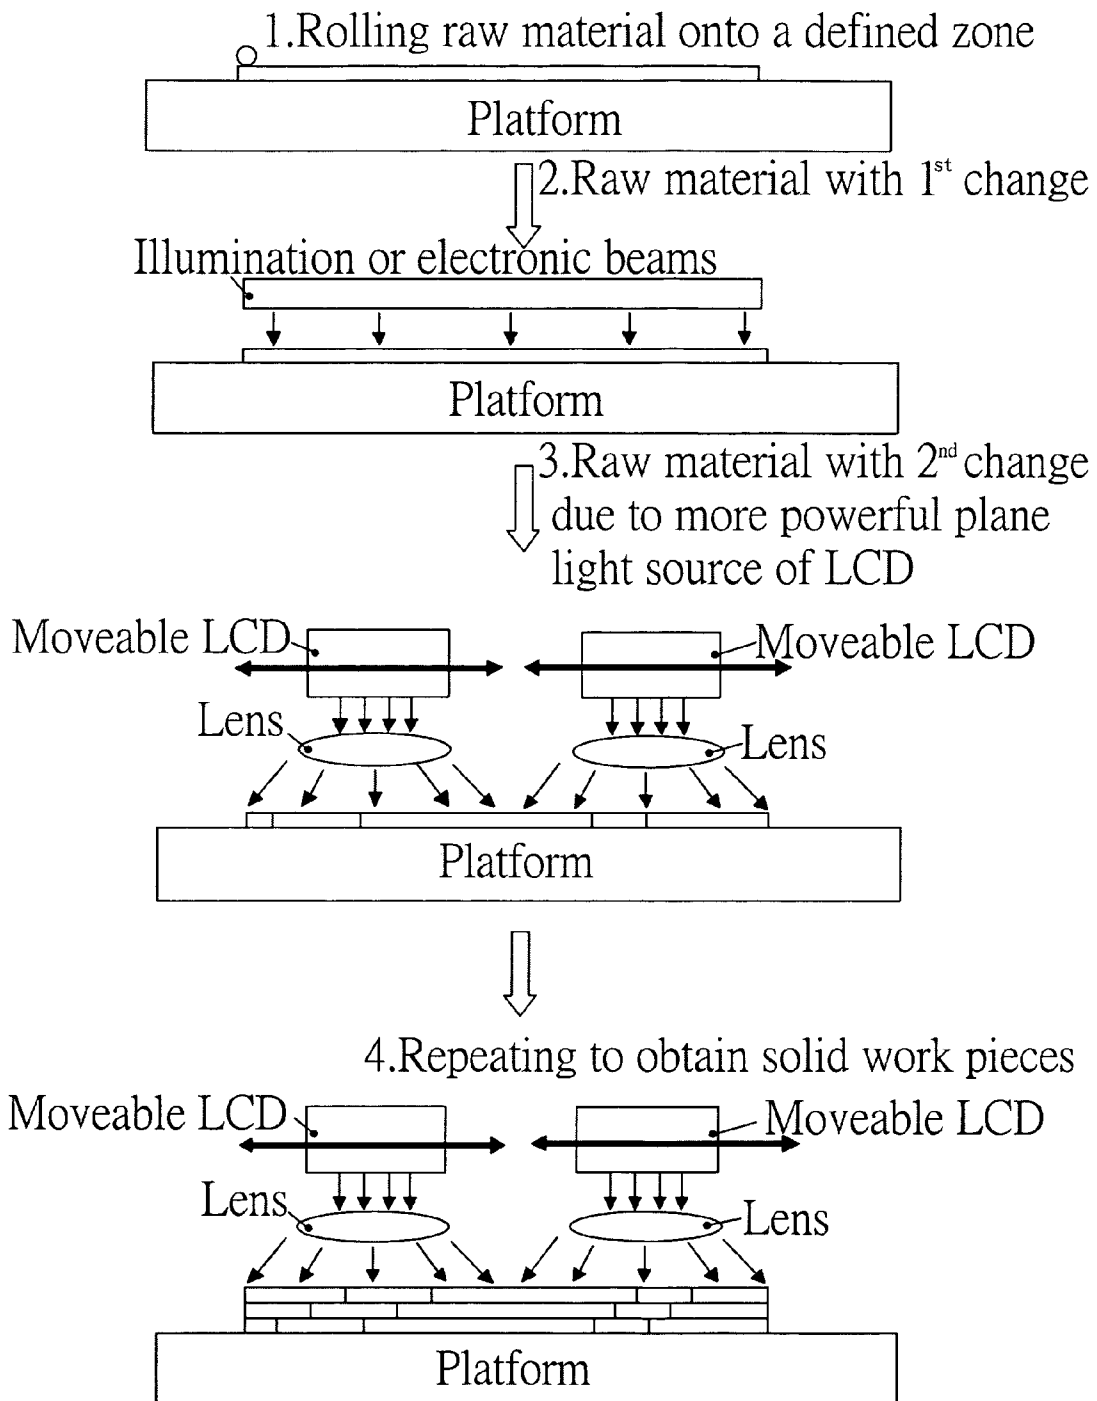 1.Rolling raw material onto a defined zone
Platform
2.Raw material with 1st change
Illumination or electronic beams
Platform
3.Raw material with 2nd change
due to more powerful plane
light source of LCD
Moveable LCD
Moveable LCD
Lens
Lens
Platform
4.Repeating to obtain solid work pieces
Moveable LCD
Moveable LCD
Lens
Lens
Platform